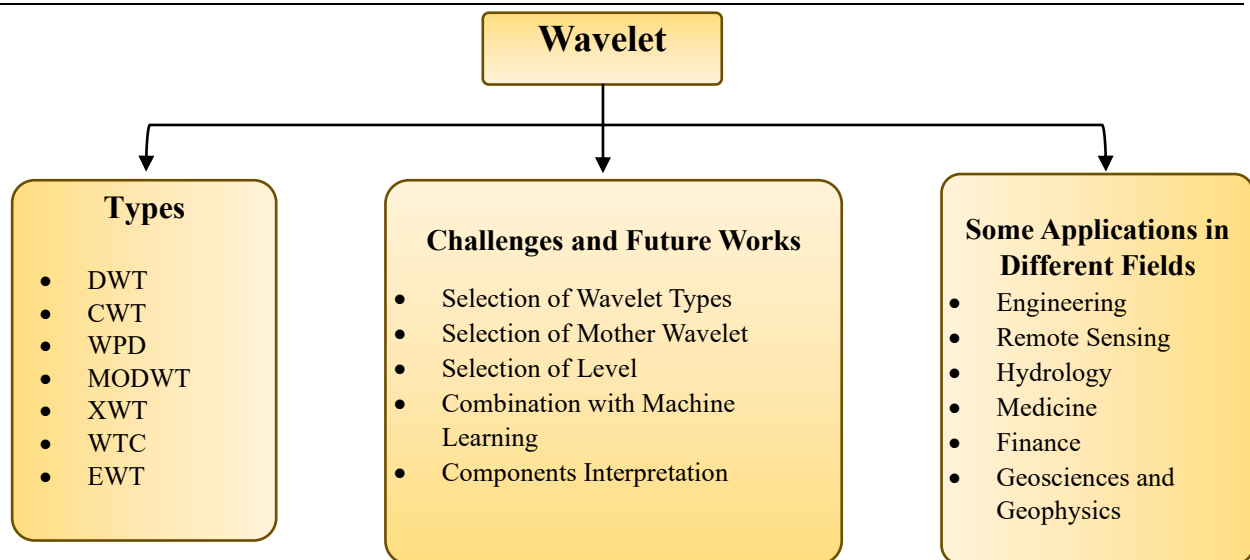 Wavelet
Types
• DWT
• CWT
• WPD
• MODWT
• XWT
• WTC
• EWT
Challenges and Future Works
• Selection of Wavelet Types
• Selection of Mother Wavelet
• Selection of Level
• Combination with Machine
Learning
• Components Interpretation
Some Applications in
Different Fields
• Engineering
• Remote Sensing
• Hydrology
• Medicine
• Finance
• Geosciences and
Geophysics